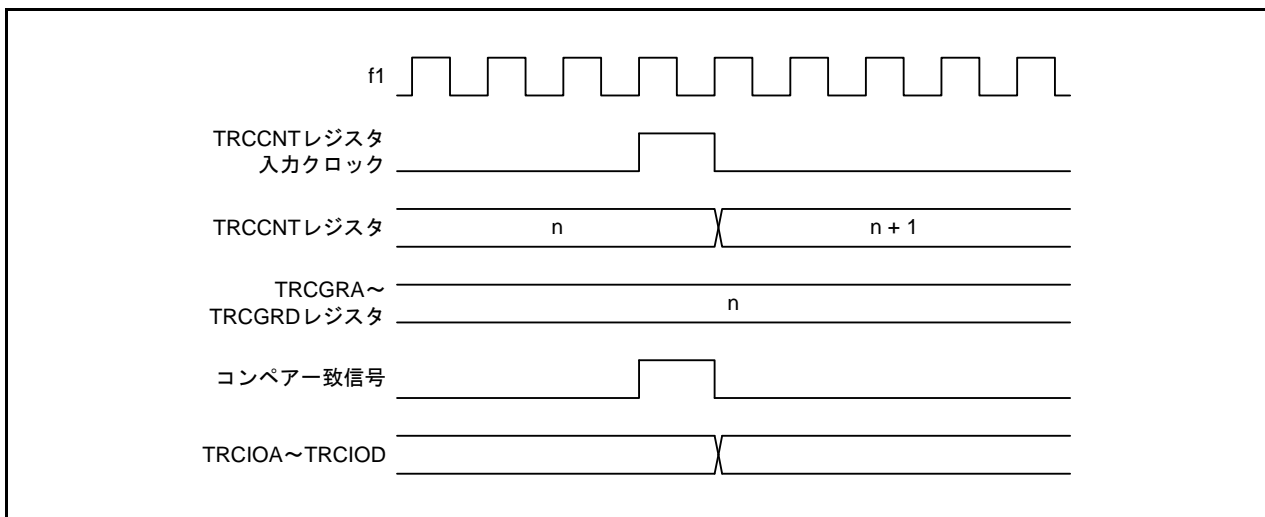 f1
TRCCNTレジスタ
入力クロック
TRCCNTレジスタ
n
n + 1
TRCGRA～
TRCGRDレジスタ
n
コンペア一致信号
TRCIOA～TRCIOD